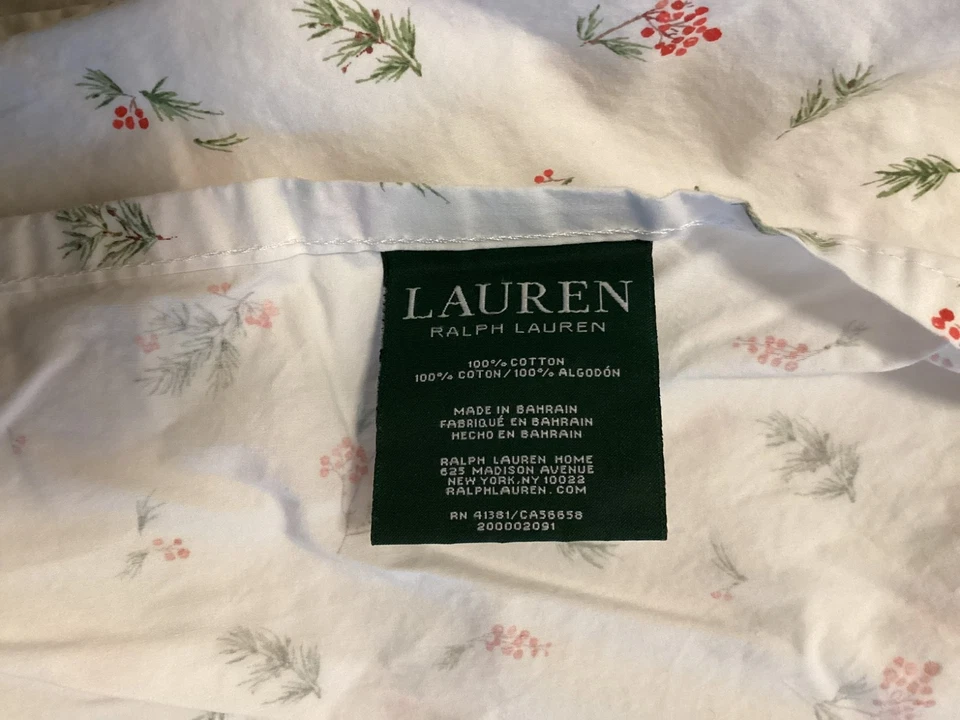 LAUREN
RALPH LAUREN
100% COTTON
100% COTON/100% ALGODÓN
MADE IN BAHRAIN
FABRIQUÉ EN BAHRAIN
HECHO EN BAHRAIN
RALPH LAUREN HOME
625 MADISON AVENUE
NEW YORK, NY 10022
RALPHLAUREN.COM
RN 41381/CA56658
200002091